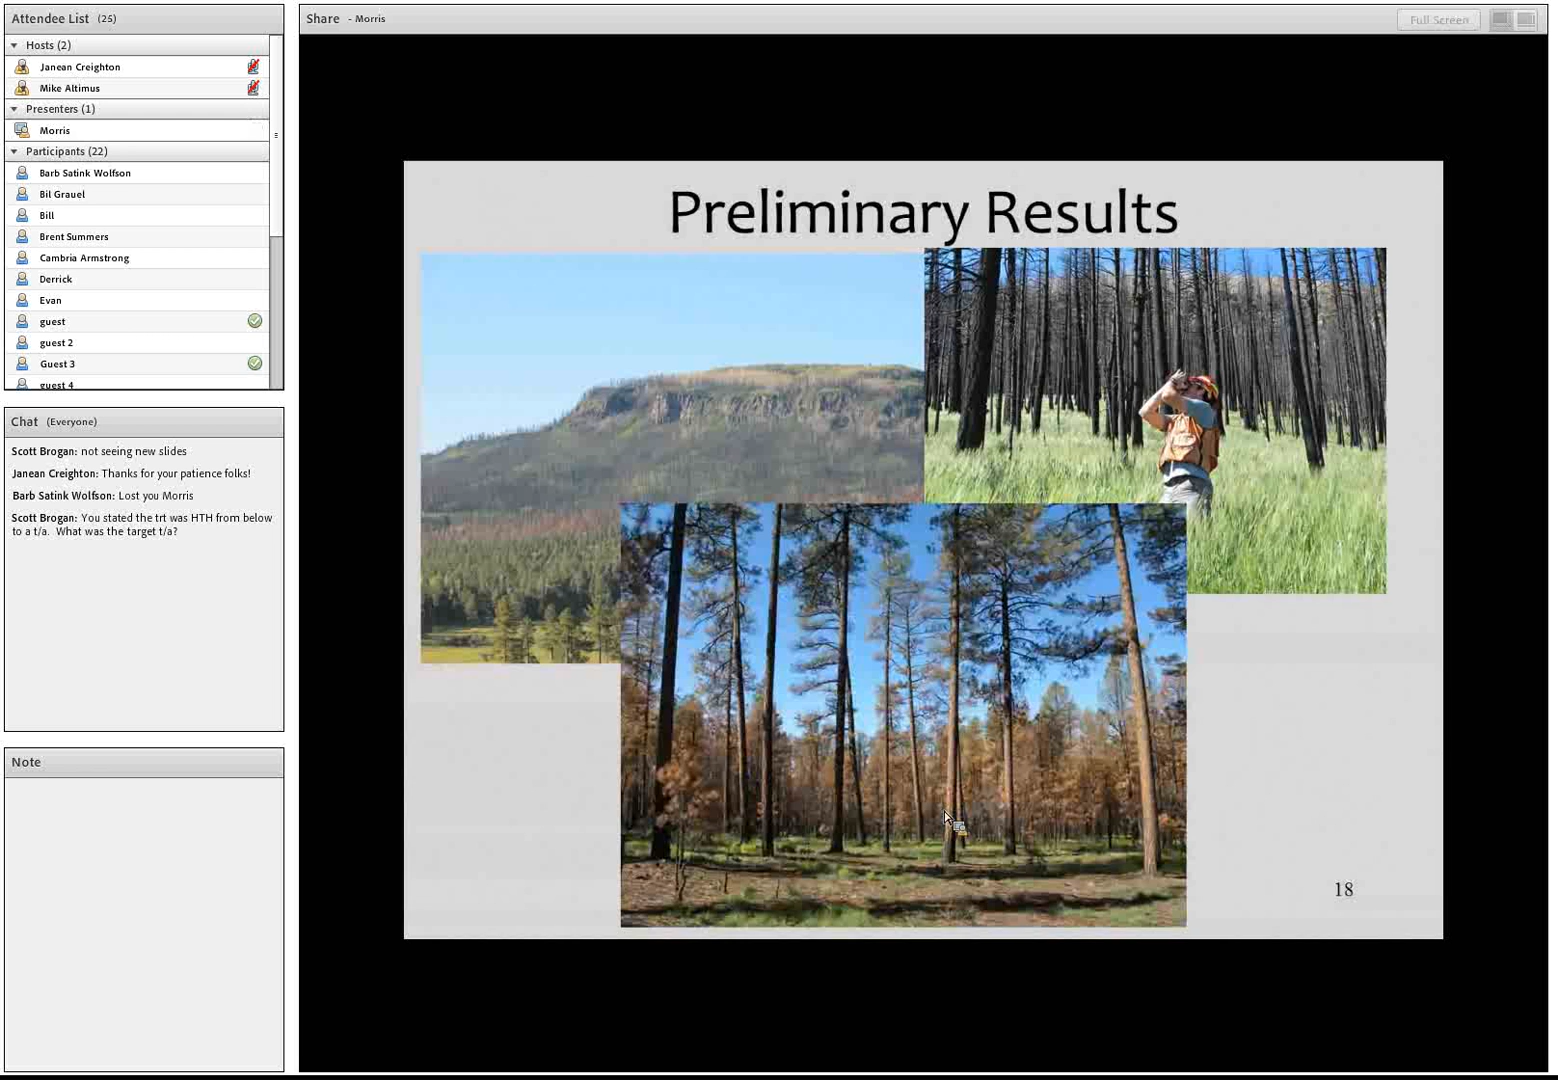 Attendee List (25)
Hosts (2)
Janean Creighton
Mike Altimus
Presenters (1)
Morris
Participants (22)
Barb Satink Wolfson
Bil Grauel
Bill
Brent Summers
Cambria Armstrong
Derrick
Evan
guest
guest 2
Guest 3
guest 4
Chat (Everyone)
Scott Brogan: not seeing new slides
Janean Creighton: Thanks for your patience folks!
Barb Satink Wolfson: Lost you Morris
Scott Brogan: You stated the trt was HTH from below
to a t/a. What was the target t/a?
Note
Share - Morris
Full Screen
Preliminary Results
18